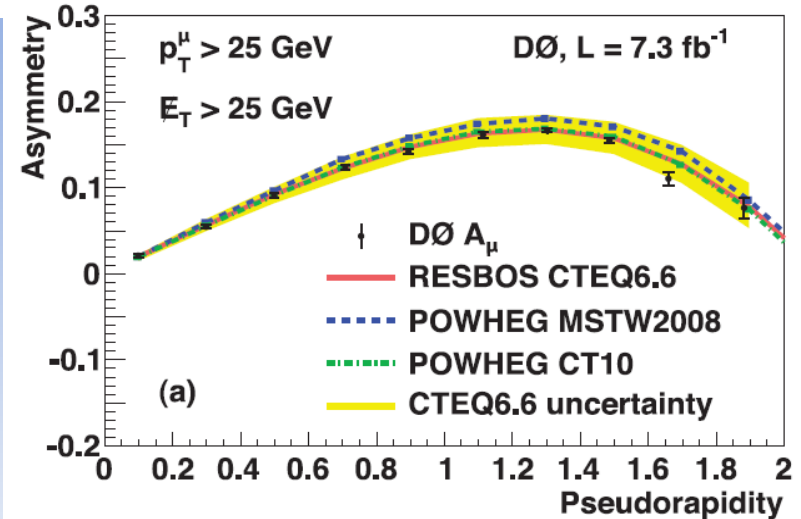 Asymmetry
0.3
0.2
0.1
0
-0.1
-0.2
p_T^μ > 25 GeV
DØ, L = 7.3 fb⁻¹
E̸_T > 25 GeV
DØ A_μ
RESBOS CTEQ6.6
POWHEG MSTW2008
POWHEG CT10
CTEQ6.6 uncertainty
(a)
0 0.2 0.4 0.6 0.8 1 1.2 1.4 1.6 1.8 2
Pseudorapidity